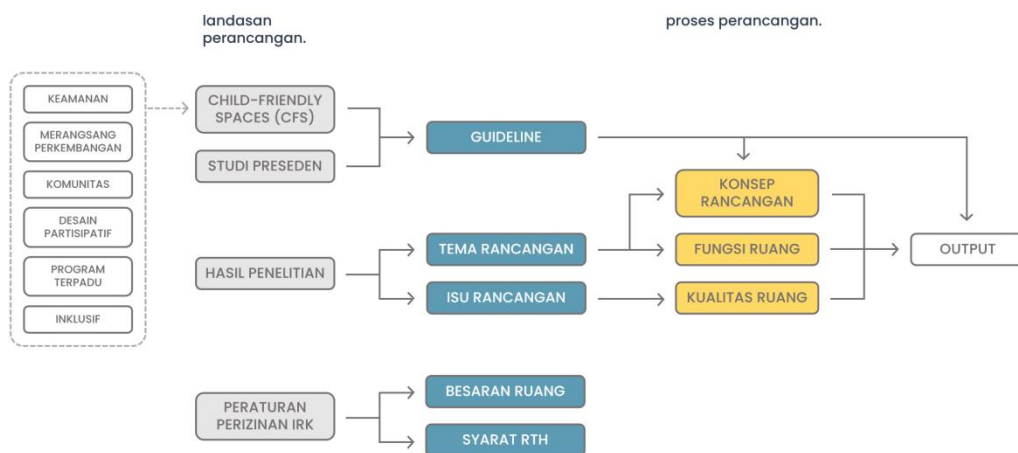 landasan
perancangan.
proses perancangan.
KEAMANAN
MERANGSANG
PERKEMBANGAN
KOMUNITAS
DESAIN
PARTISIPATIF
PROGRAM
TERPADU
INKLUSIF
CHILD-FRIENDLY
SPACES (CFS)
STUDI PRESEDEN
HASIL PENELITIAN
PERATURAN
PERIZINAN IRK
GUIDELINE
TEMA RANCANGAN
ISU RANCANGAN
BESARAN RUANG
SYARAT RTH
KONSEP
RANCANGAN
FUNGSI RUANG
KUALITAS RUANG
OUTPUT